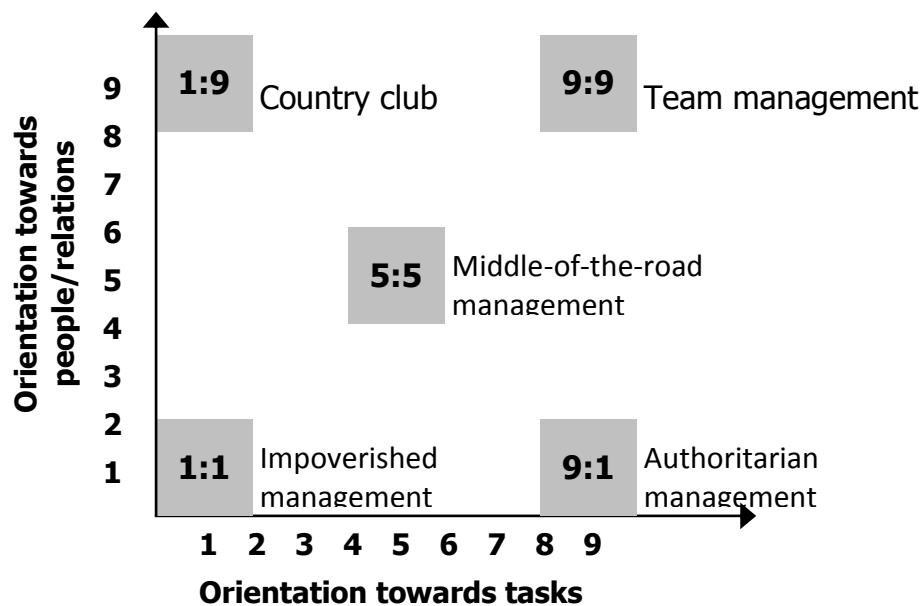 Orientation towards
people/relations
9
8
7
6
5
4
3
2
1
1:9
Country club
9:9
Team management
5:5
Middle-of-the-road
management
1:1
Impoverished
management
9:1
Authoritarian
management
1 2 3 4 5 6 7 8 9
Orientation towards tasks